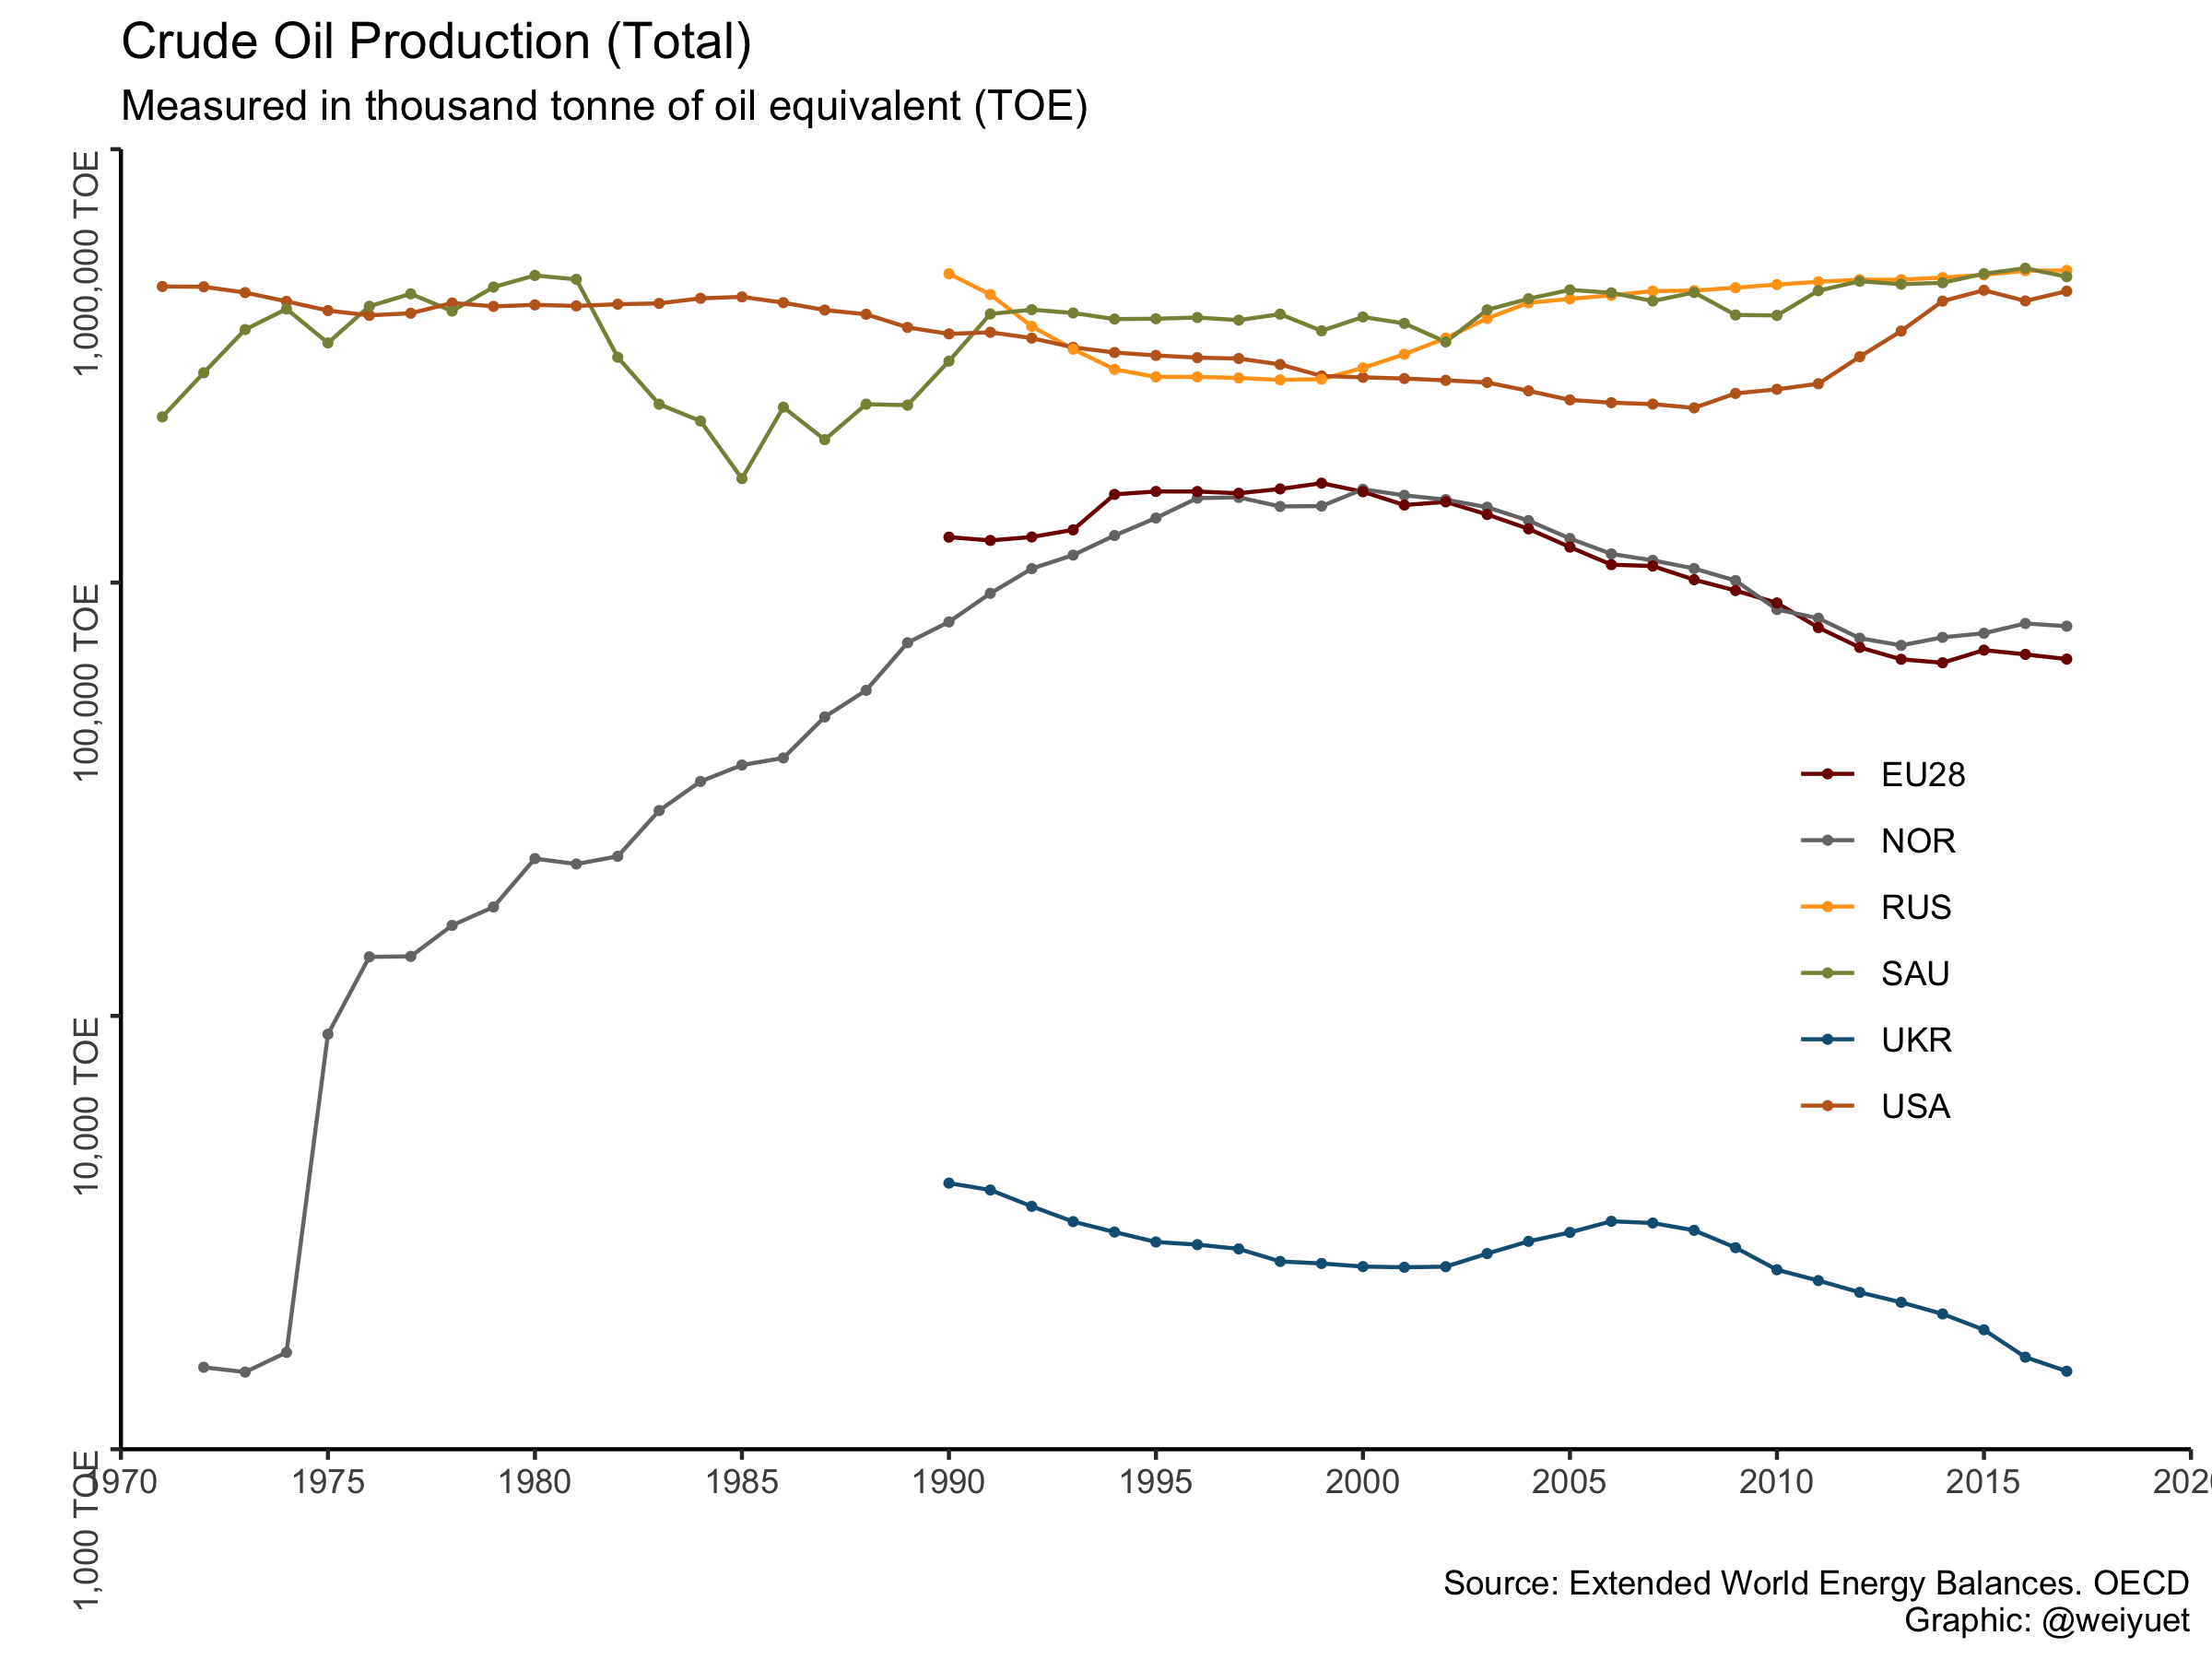 Crude Oil Production (Total)
Measured in thousand tonne of oil equivalent (TOE)
1,000,000 TOE
100,000 TOE
10,000 TOE
1,000 TOE
EU28
NOR
RUS
SAU
UKR
USA
1970 1975 1980 1985 1990 1995 2000 2005 2010 2015 202
Source: Extended World Energy Balances. OECD
Graphic: @weiyuet